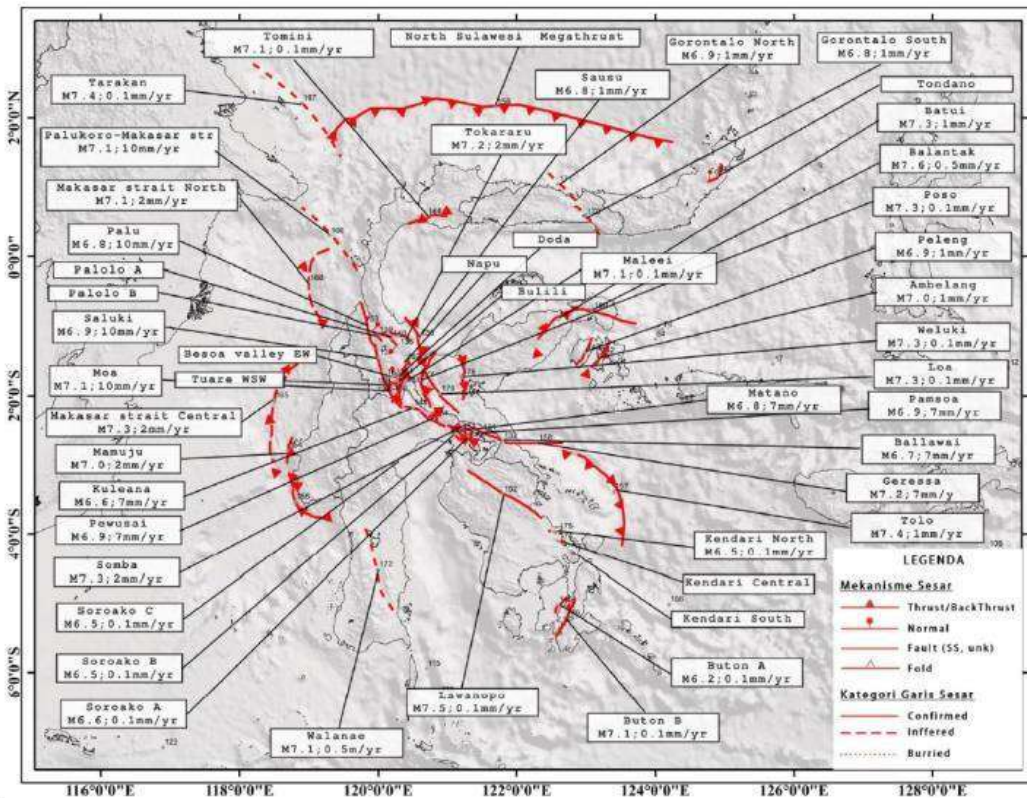 Tomini
M7.1;0.1mm/yr
North Sulawesi Megathrust
Gorontalo North
M6.9;1mm/yr
Gorontalo South
M6.8;1mm/yr
Tarakan
M7.4;0.1mm/yr
Sausu
M6.8;1mm/yr
Tondano
Palukoro-Makasar str
M7.1;10mm/yr
Tokararu
M7.2;2mm/yr
Batui
M7.3;1mm/yr
Makasar strait North
M7.1;2mm/yr
Balantak
M7.6;0.5mm/yr
Poso
M7.3;0.1mm/yr
Palu
M6.8;10mm/yr
Doda
Napu
Maleei
M7.1;0.1mm/yr
Peleng
M6.9;1mm/yr
Palolo A
Palolo B
Bulili
Ambelang
M7.0;1mm/yr
Saluki
M6.9;10mm/yr
Weluki
M7.3;0.1mm/yr
Besoa valley EW
Moa
M7.1;10mm/yr
Tuare WSW
Loa
M7.3;0.1mm/yr
Matano
M6.8;7mm/yr
Pamsoa
M6.9;7mm/yr
Makasar strait Central
M7.3;2mm/yr
Mamuju
M7.0;2mm/yr
Ballawai
M6.7;7mm/yr
Kuleana
M6.6;7mm/yr
Geressa
M7.2;7mm/y
Pewusai
M6.9;7mm/yr
Tolo
M7.4;1mm/yr
Somba
M7.3;2mm/yr
Kendari North
M6.5;0.1mm/yr
Kendari Central
Soroako C
M6.5;0.1mm/yr
Kendari South
Soroako B
M6.5;0.1mm/yr
Buton A
M6.2;0.1mm/yr
Soroako A
M6.6;0.1mm/yr
Lawanopo
M7.5;0.1mm/yr
Walanae
M7.1;0.5m/yr
Buton B
M7.1;0.1mm/yr
LEGENDA
Mekanisme Sesar
Thrust/BackThrust
Normal
Fault (SS, unk)
Fold
Kategori Garis Sesar
Confirmed
Inffered
Burried
2°0'0"N
0°0'0"
2°0'0"S
4°0'0"S
6°0'0"S
116°0'0"E 118°0'0"E 120°0'0"E 122°0'0"E 124°0'0"E 126°0'0"E 128°0'0"E